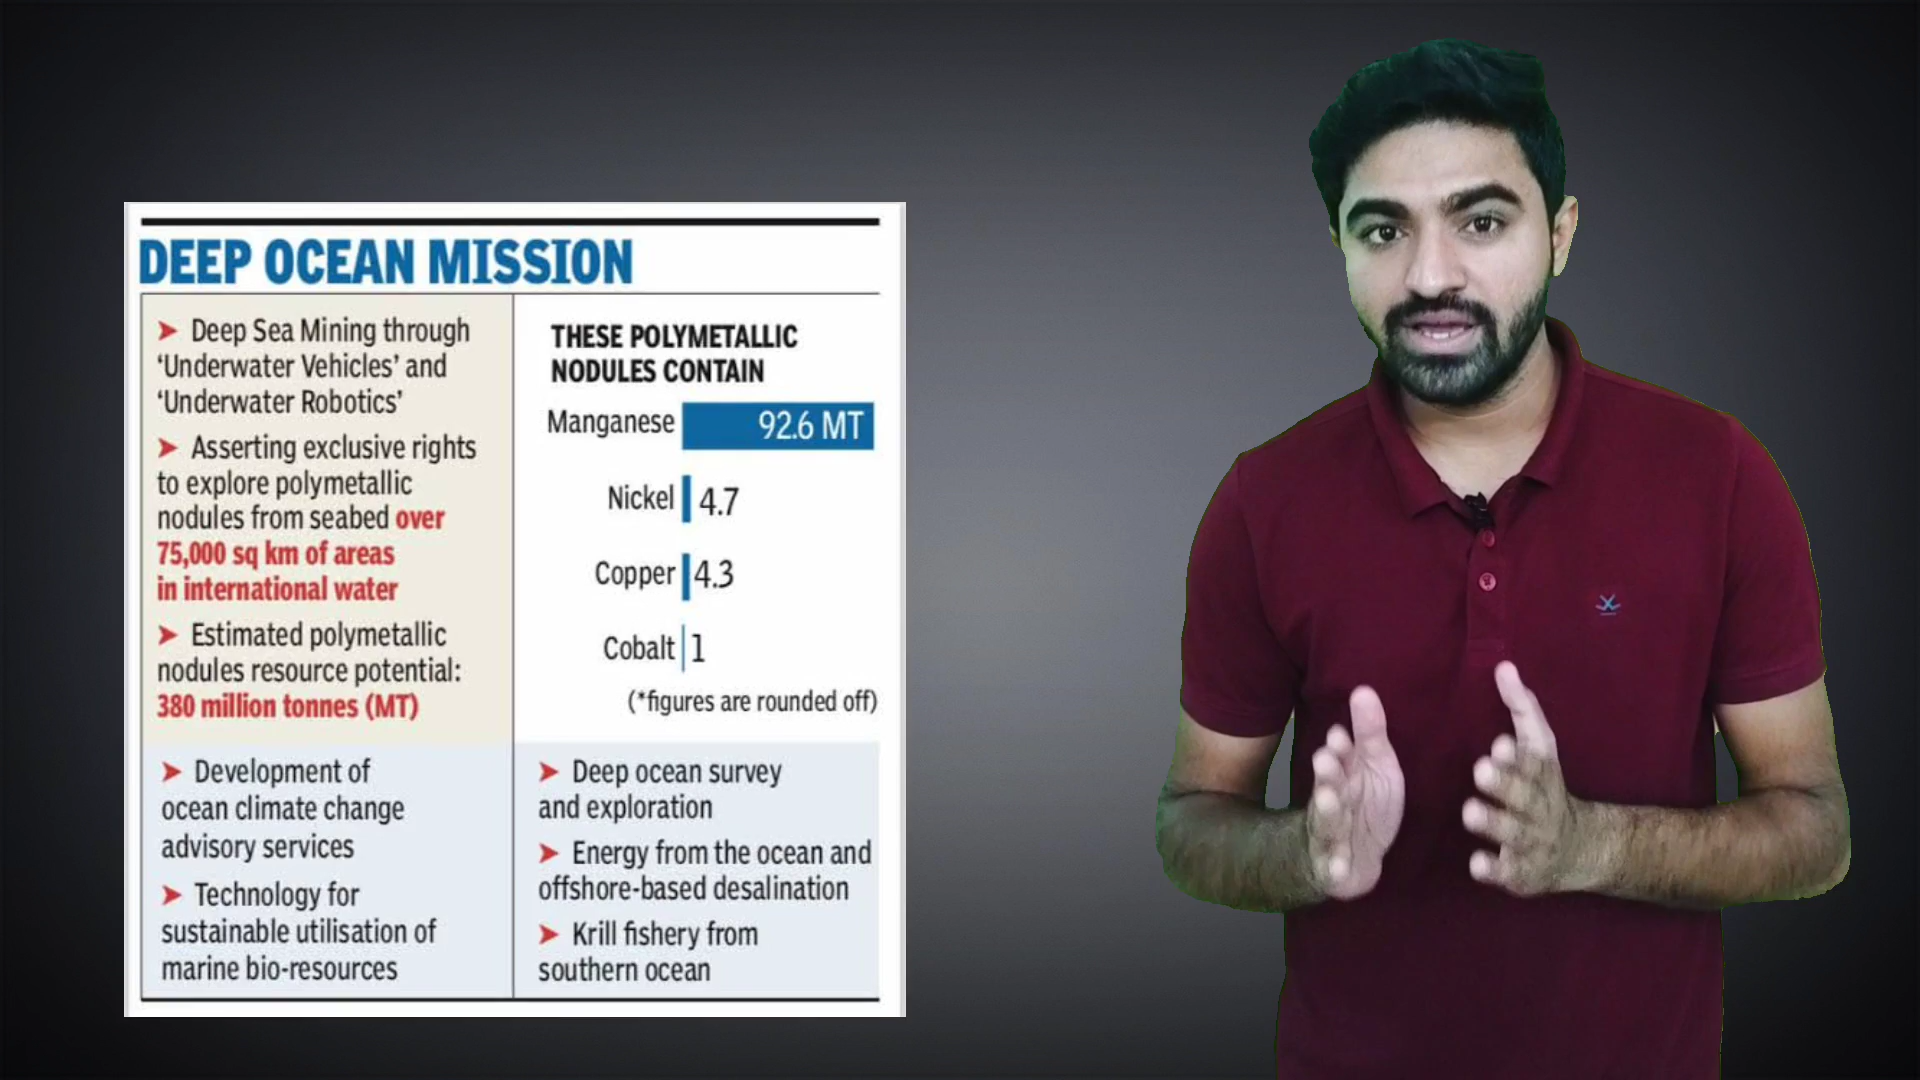 DEEP OCEAN MISSION
➤ Deep Sea Mining through
‘Underwater Vehicles’ and
‘Underwater Robotics’
➤ Asserting exclusive rights
to explore polymetallic
nodules from seabed over
75,000 sq km of areas
in international water
➤ Estimated polymetallic
nodules resource potential:
380 million tonnes (MT)
THESE POLYMETALLIC
NODULES CONTAIN
Manganese 92.6 MT
Nickel 4.7
Copper 4.3
Cobalt 1
(*figures are rounded off)
➤ Development of
ocean climate change
advisory services
➤ Technology for
sustainable utilisation of
marine bio-resources
➤ Deep ocean survey
and exploration
➤ Energy from the ocean and
offshore-based desalination
➤ Krill fishery from
southern ocean